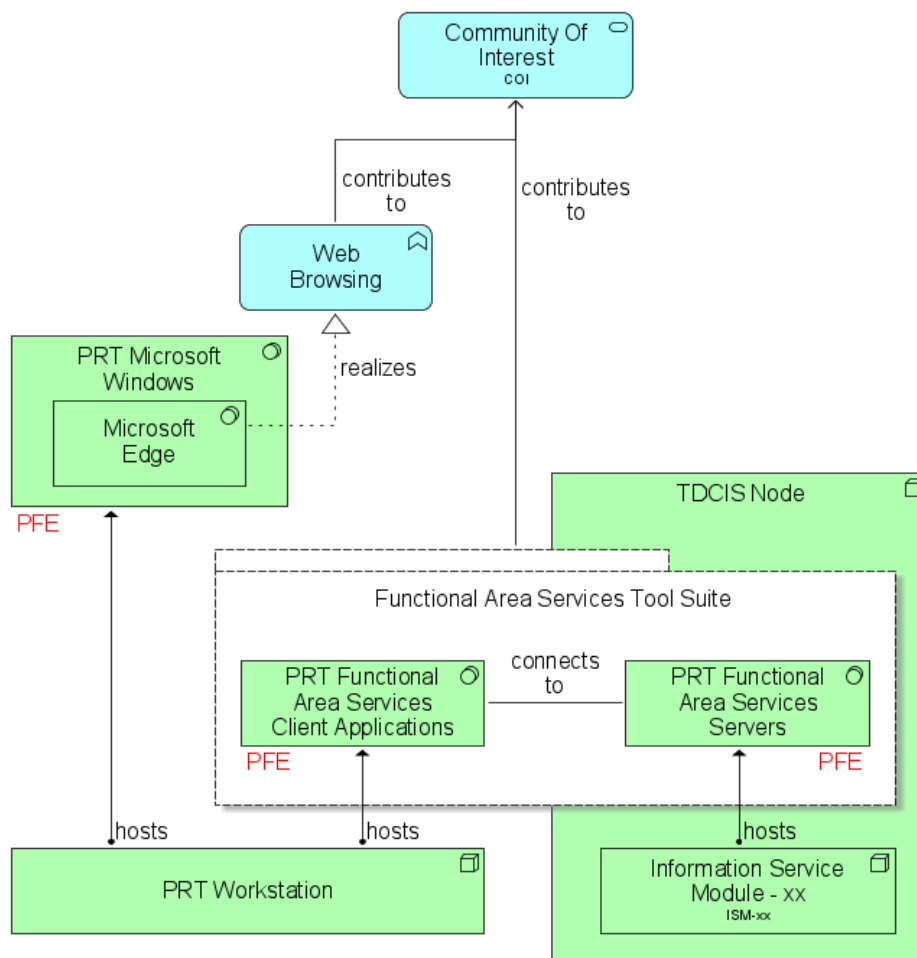 Community Of
Interest
COI
contributes
to
contributes
to
Web
Browsing
realizes
PRT Microsoft
Windows
Microsoft
Edge
PFE
TDCIS Node
Functional Area Services Tool Suite
PRT Functional
Area Services
Client Applications
PFE
connects
to
PRT Functional
Area Services
Servers
PFE
hosts
hosts
hosts
PRT Workstation
Information Service
Module - xx
ISM-xx